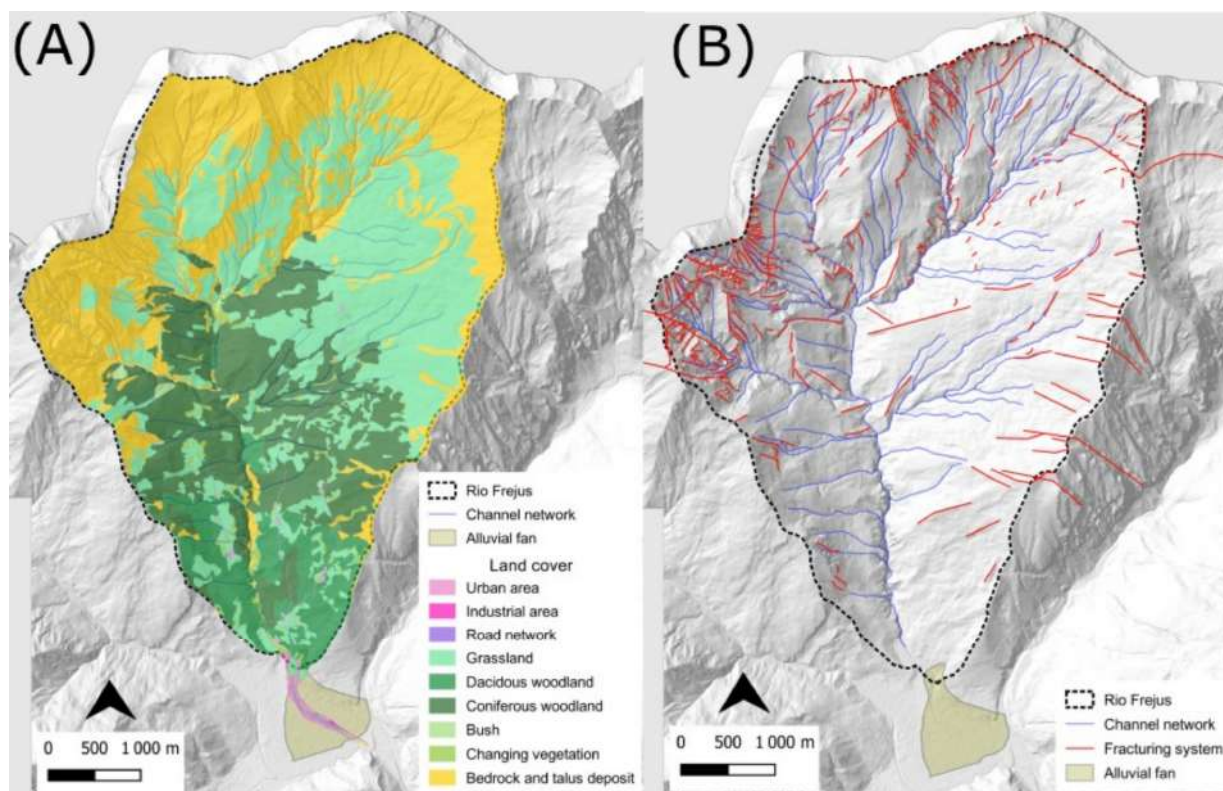 (A)
Rio Frejus
Channel network
Alluvial fan
Land cover
Urban area
Industrial area
Road network
Grassland
Dacidous woodland
Coniferous woodland
Bush
Changing vegetation
Bedrock and talus deposit
0 500 1 000 m
(B)
Rio Frejus
Channel network
Fracturing system
Alluvial fan
0 500 1 000 m